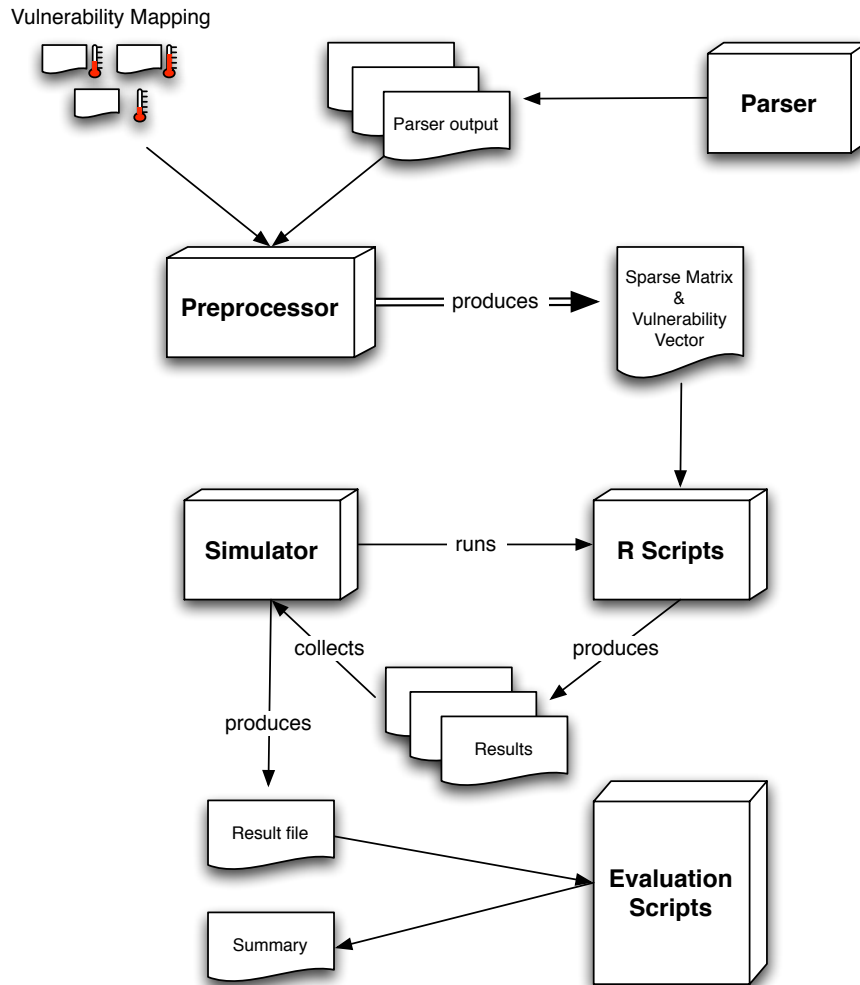 Vulnerability Mapping
Parser output
Parser
Preprocessor
produces
Sparse Matrix
&
Vulnerability
Vector
Simulator
runs
R Scripts
collects
produces
produces
Results
Result file
Evaluation
Scripts
Summary